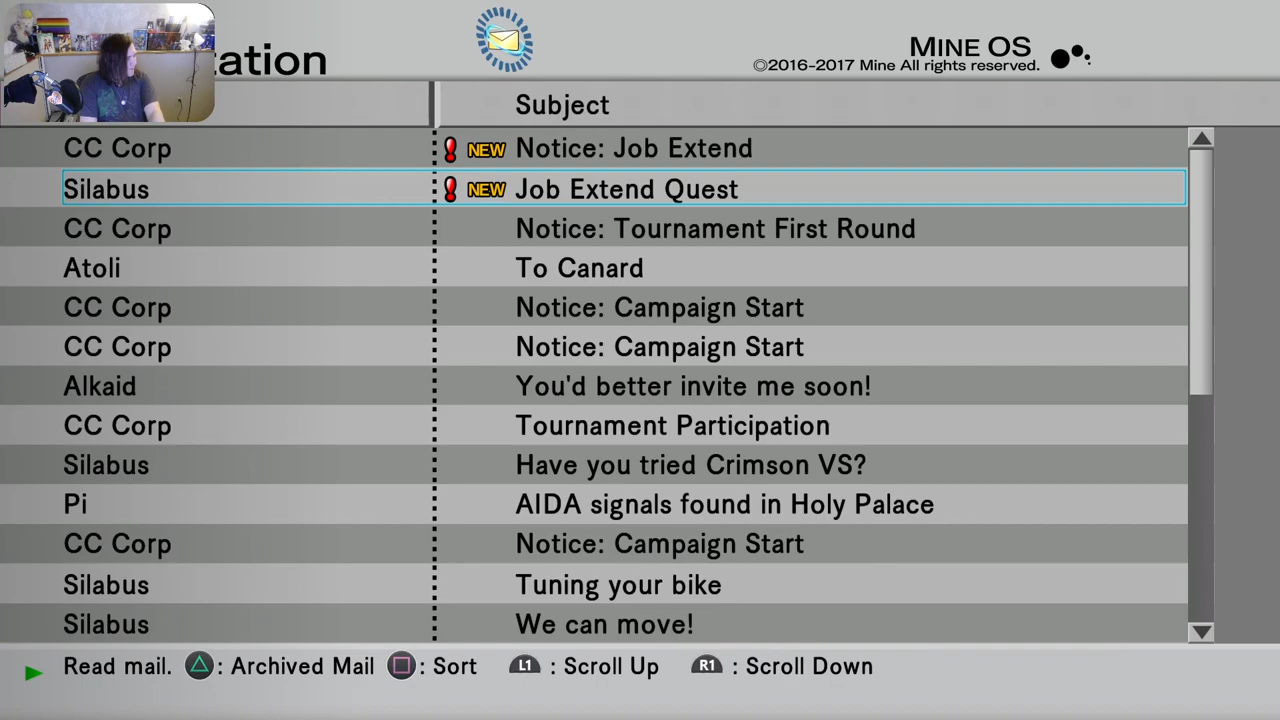 tation
MINE OS
©2016-2017 Mine All rights reserved.
Subject
CC Corp NEW Notice: Job Extend
Silabus NEW Job Extend Quest
CC Corp Notice: Tournament First Round
Atoli To Canard
CC Corp Notice: Campaign Start
CC Corp Notice: Campaign Start
Alkaid You'd better invite me soon!
CC Corp Tournament Participation
Silabus Have you tried Crimson VS?
Pi AIDA signals found in Holy Palace
CC Corp Notice: Campaign Start
Silabus Tuning your bike
Silabus We can move!
Read mail. : Archived Mail : Sort L1 : Scroll Up R1 : Scroll Down